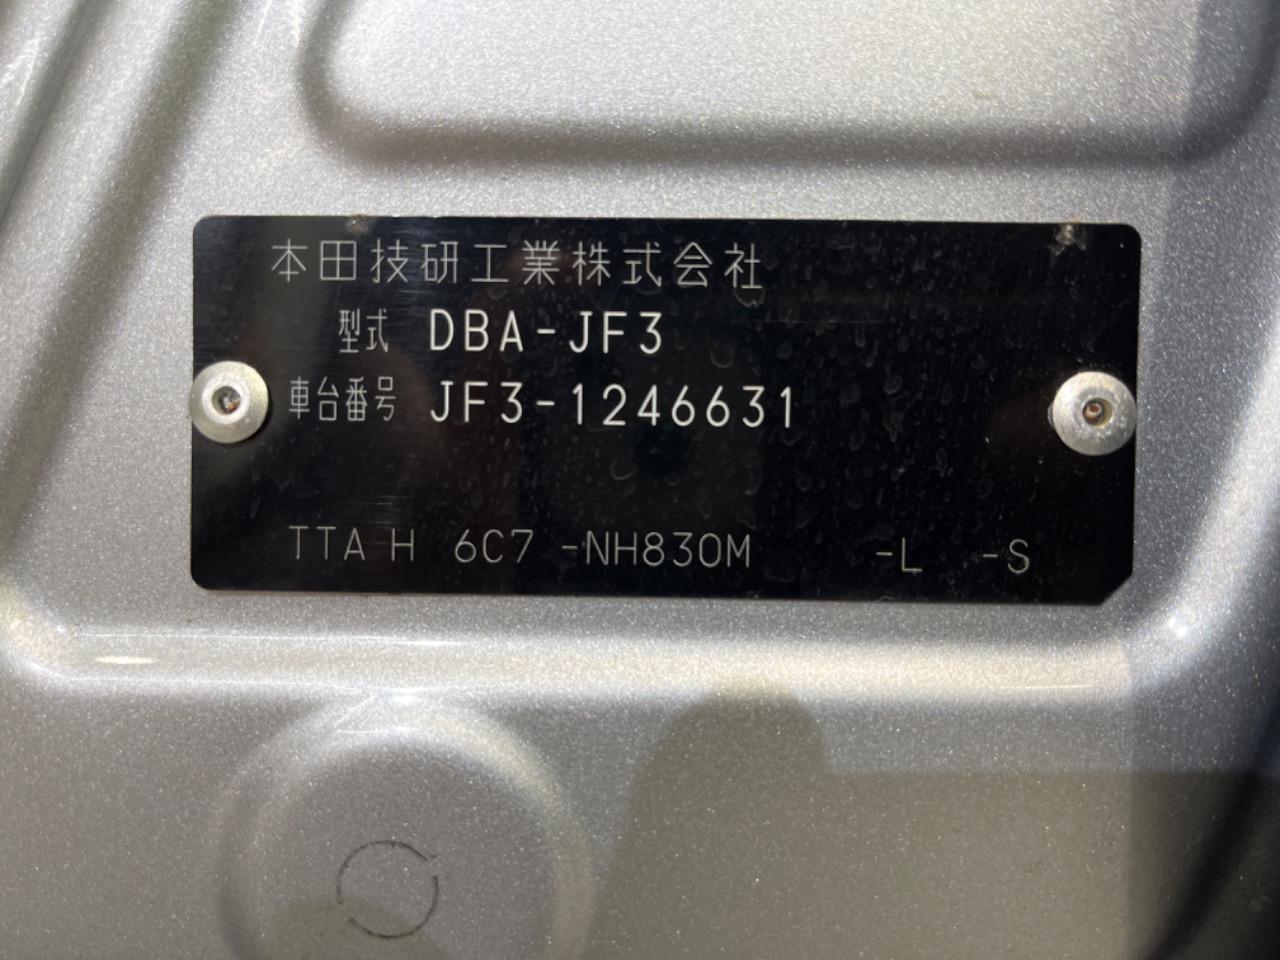 本田技研工業株式会社
型式 DBA-JF3
車台番号 JF3-1246631
TTA H 6C7 -NH830M -L -S